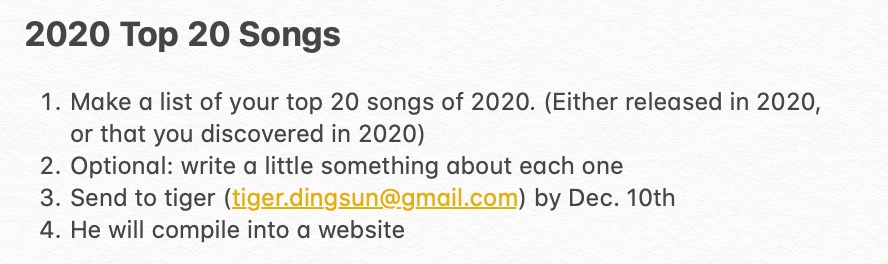 2020 Top 20 Songs
1. Make a list of your top 20 songs of 2020. (Either released in 2020,
or that you discovered in 2020)
2. Optional: write a little something about each one
3. Send to tiger (tiger.dingsun@gmail.com) by Dec. 10th
4. He will compile into a website